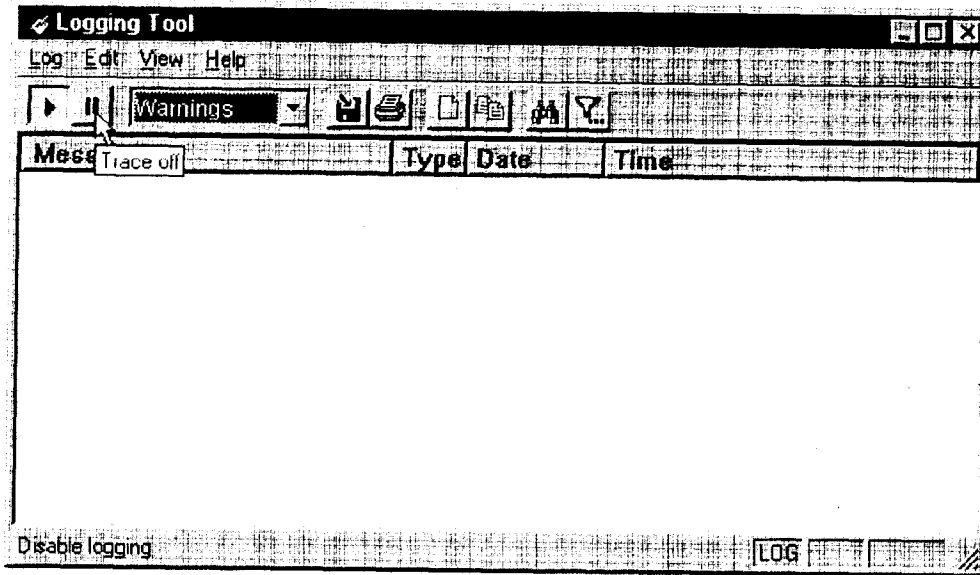 Logging Tool
Log Edit View Help
Warnings
Mess Type Date Time
Trace off
Disable logging LOG